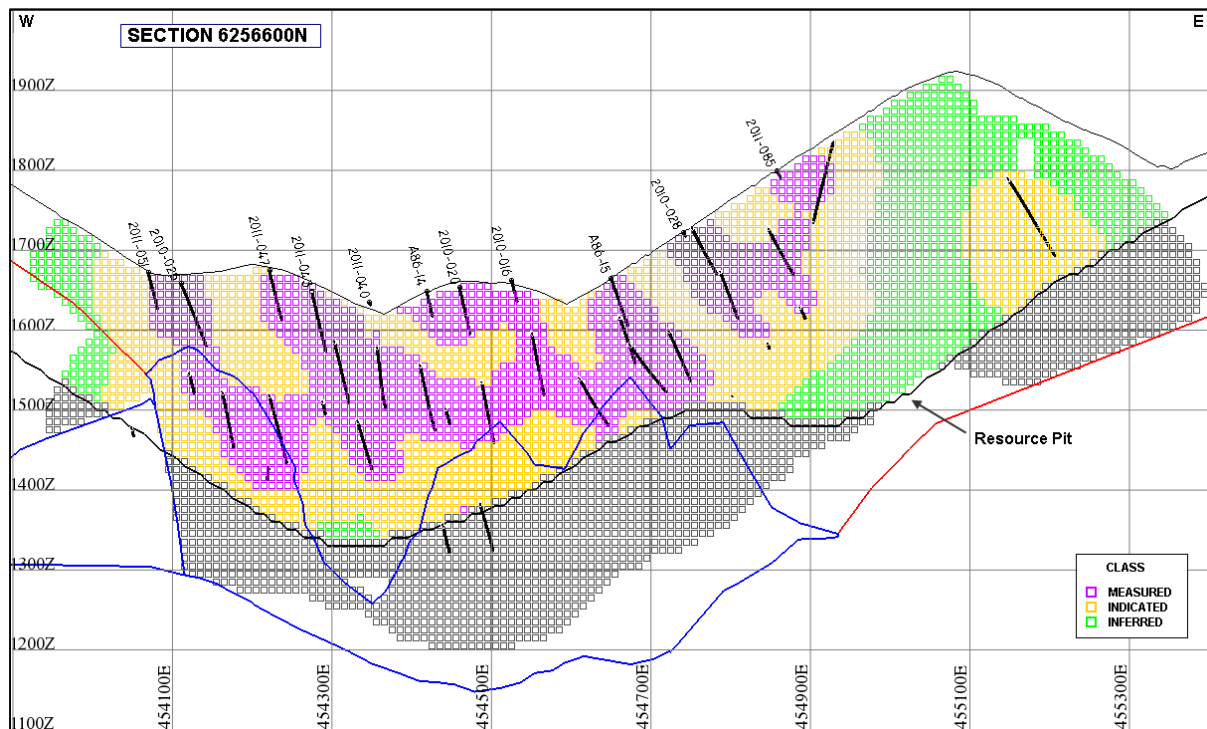 W
E
SECTION 6256600N
1900Z
1800Z
1700Z
1600Z
1500Z
1400Z
1300Z
1200Z
1100Z
2011-051
2010-025
2011-047
2011-043
2011-040
A86-14
2010-020
2010-016
A86-15
2010-028
2011-085
Resource Pit
CLASS
MEASURED
INDICATED
INFERRED
454100E
454300E
454500E
454700E
454900E
455100E
455300E